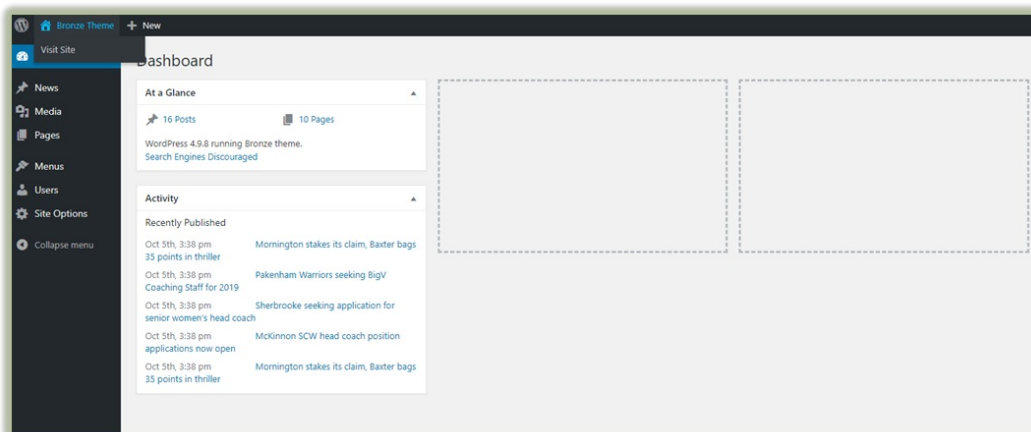 Bronze Theme New
Visit Site
Dashboard
News
Media
Pages
Menus
Users
Site Options
Collapse menu
At a Glance
16 Posts 10 Pages
WordPress 4.9.8 running Bronze theme.
Search Engines Discouraged
Activity
Recently Published
Oct 5th, 3:38 pm Mornington stakes its claim, Baxter bags
35 points in thriller
Oct 5th, 3:38 pm Pakenham Warriors seeking BigV
Coaching Staff for 2019
Oct 5th, 3:38 pm Sherbrooke seeking application for
senior women's head coach
Oct 5th, 3:38 pm McKinnon SCW head coach position
applications now open
Oct 5th, 3:38 pm Mornington stakes its claim, Baxter bags
35 points in thriller